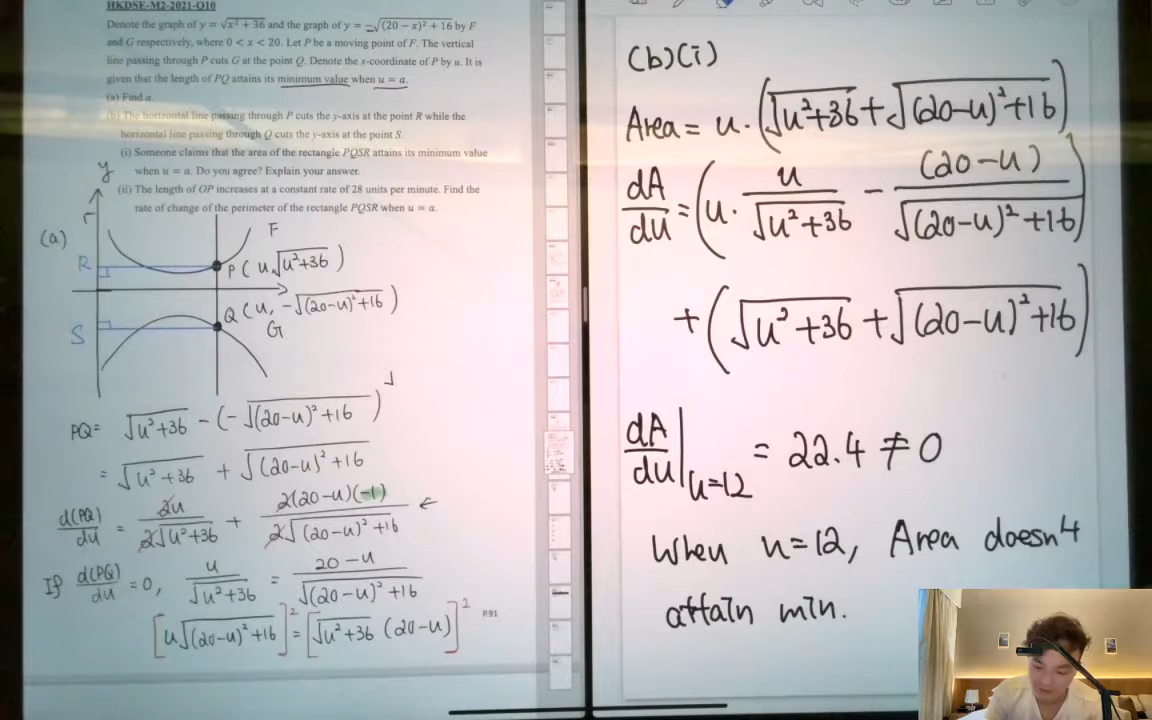 HKDSE-M2-2021-Q10
Denote the graph of y = √(x² + 36) and the graph of y = −√((20 − x)² + 16) by F
and G respectively, where 0 < x < 20. Let P be a moving point of F. The vertical
line passing through P cuts G at the point Q. Denote the x-coordinate of P by u. It is
given that the length of PQ attains its minimum value when u = a.
(a) Find a.
(b) The horizontal line passing through P cuts the y-axis at the point R while the
horizontal line passing through Q cuts the y-axis at the point S.
(i) Someone claims that the area of the rectangle PQSR attains its minimum value
when u = a. Do you agree? Explain your answer.
(ii) The length of OP increases at a constant rate of 28 units per minute. Find the
rate of change of the perimeter of the rectangle PQSR when u = a.
y
(a)
F
R
P(u, √(u²+36))
Q(u, −√((20−u)²+16))
G
S
PQ= √(u²+36) − (−√((20−u)²+16))
= √(u²+36) + √((20−u)²+16)
d(PQ)/du = 2u/(2√(u²+36)) + 2(20−u)(−1)/(2√((20−u)²+16)) ←
If d(PQ)/du =0, u/√(u²+36) = (20−u)/√((20−u)²+16)
[u√((20−u)²+16)]² = [√(u²+36) (20−u)]²
P.91
(b)(i)
Area = u·(√(u²+36) + √((20−u)²+16))
dA/du = (u· u/√(u²+36) − (20−u)/√((20−u)²+16))
+ (√(u²+36) + √((20−u)²+16))
dA/du|u=12 = 22.4 ≠ 0
When u=12, Area doesn't
attain min.